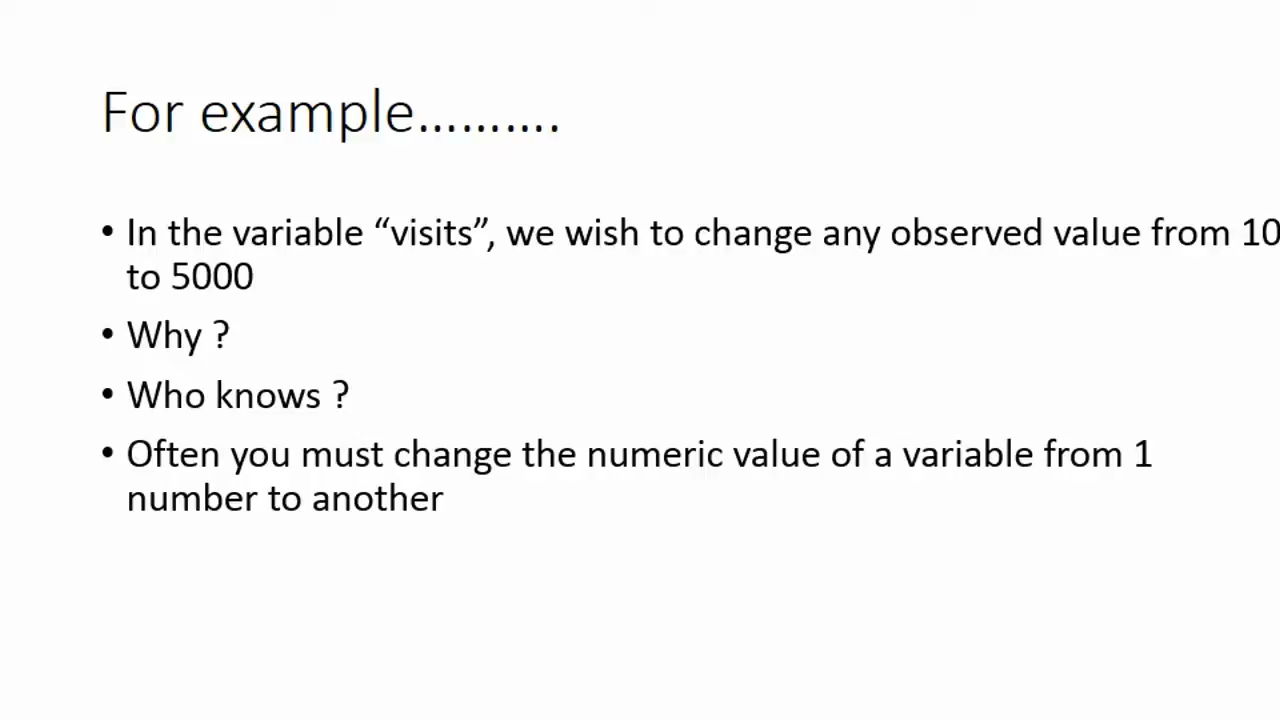 For example……….
• In the variable “visits”, we wish to change any observed value from 10
to 5000
• Why ?
• Who knows ?
• Often you must change the numeric value of a variable from 1
number to another